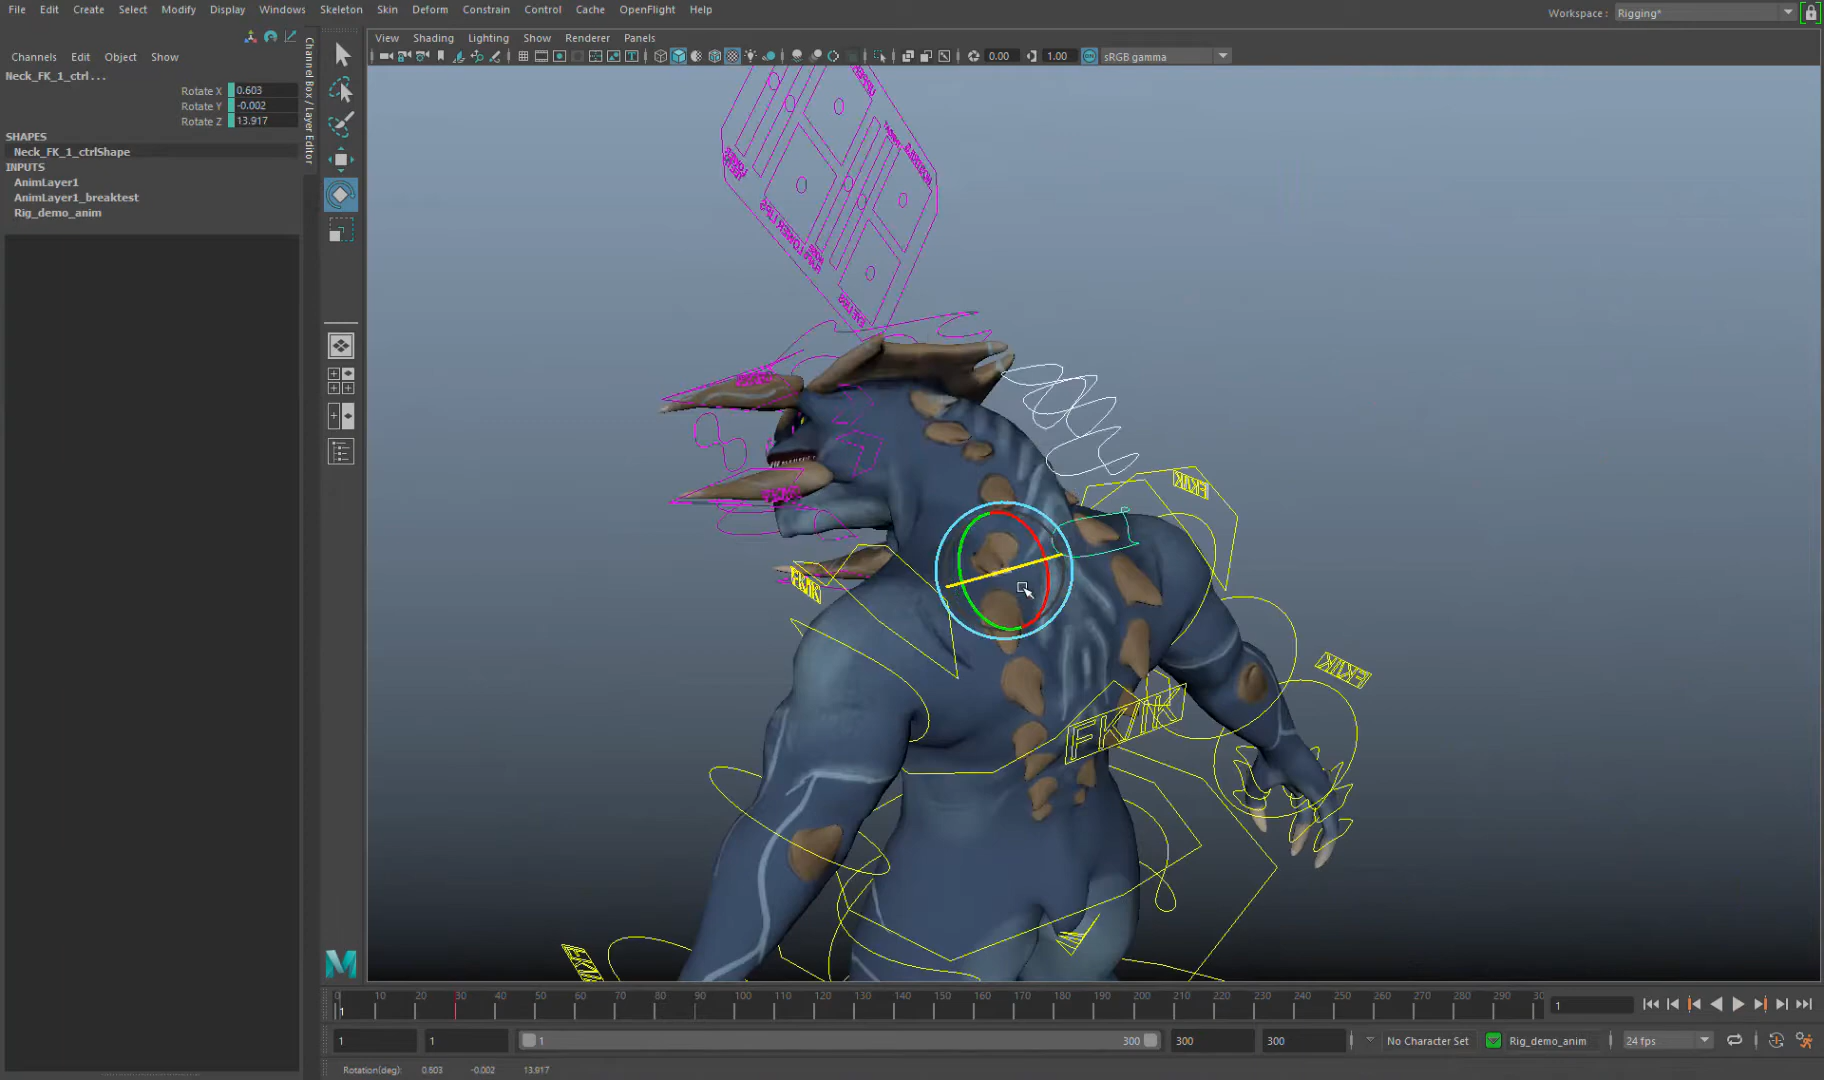 File Edit Create Select Modify Display Windows Skeleton Skin Deform Constrain Control Cache OpenFlight Help
Workspace : Rigging*
View Shading Lighting Show Renderer Panels
0.00 1.00 sRGB gamma
Channels Edit Object Show
Neck_FK_1_ctrl...
Rotate X 0.603
Rotate Y -0.002
Rotate Z 13.917
SHAPES
Neck_FK_1_ctrlShape
INPUTS
AnimLayer1
AnimLayer1_breaktest
Rig_demo_anim
Channel Box / Layer Editor
FKIK
FKIK
FKIK
FKIK
0 10 20 30 40 50 60 70 80 90 100 110 120 130 140 150 160 170 180 190 200 210 220 230 240 250 260 270 280 290 30
1
1
1 1 1 300 300 300 No Character Set Rig_demo_anim 24 fps
Rotation(deg): 0.603 -0.002 13.917